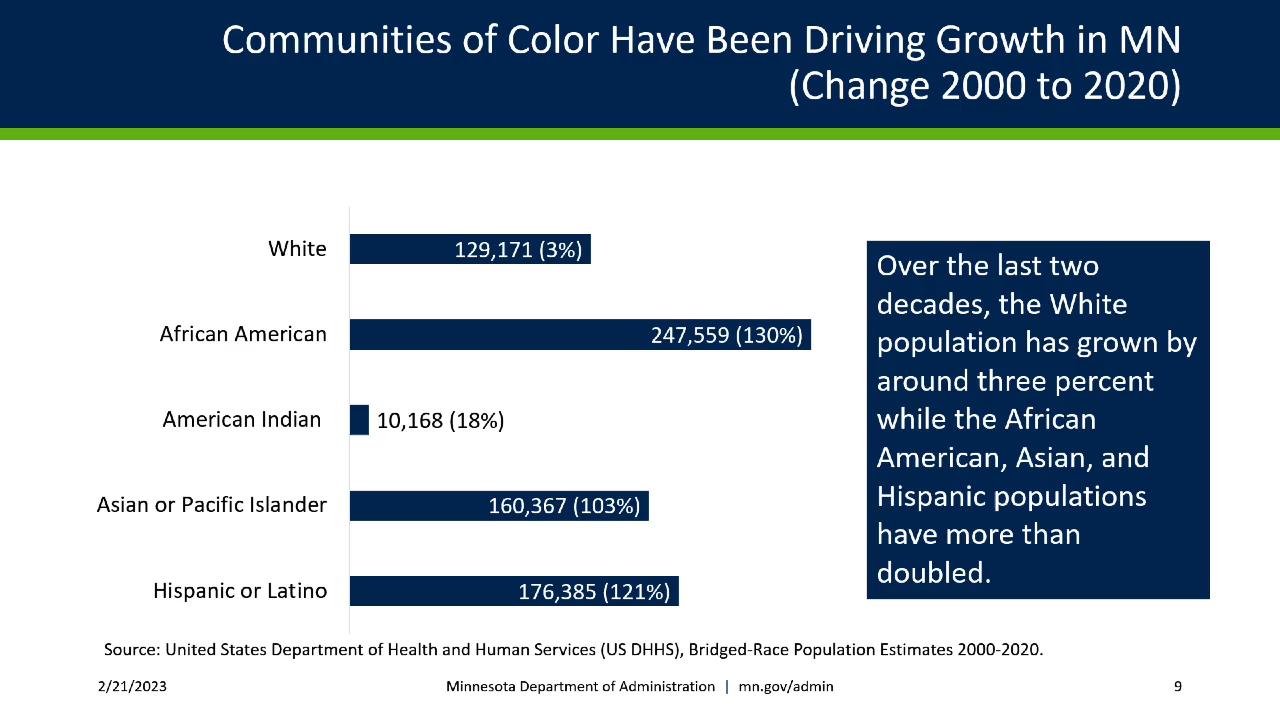 Communities of Color Have Been Driving Growth in MN
(Change 2000 to 2020)
White
129,171 (3%)
African American
247,559 (130%)
American Indian
10,168 (18%)
Asian or Pacific Islander
160,367 (103%)
Hispanic or Latino
176,385 (121%)
Over the last two
decades, the White
population has grown by
around three percent
while the African
American, Asian, and
Hispanic populations
have more than
doubled.
Source: United States Department of Health and Human Services (US DHHS), Bridged-Race Population Estimates 2000-2020.
2/21/2023
Minnesota Department of Administration | mn.gov/admin
9